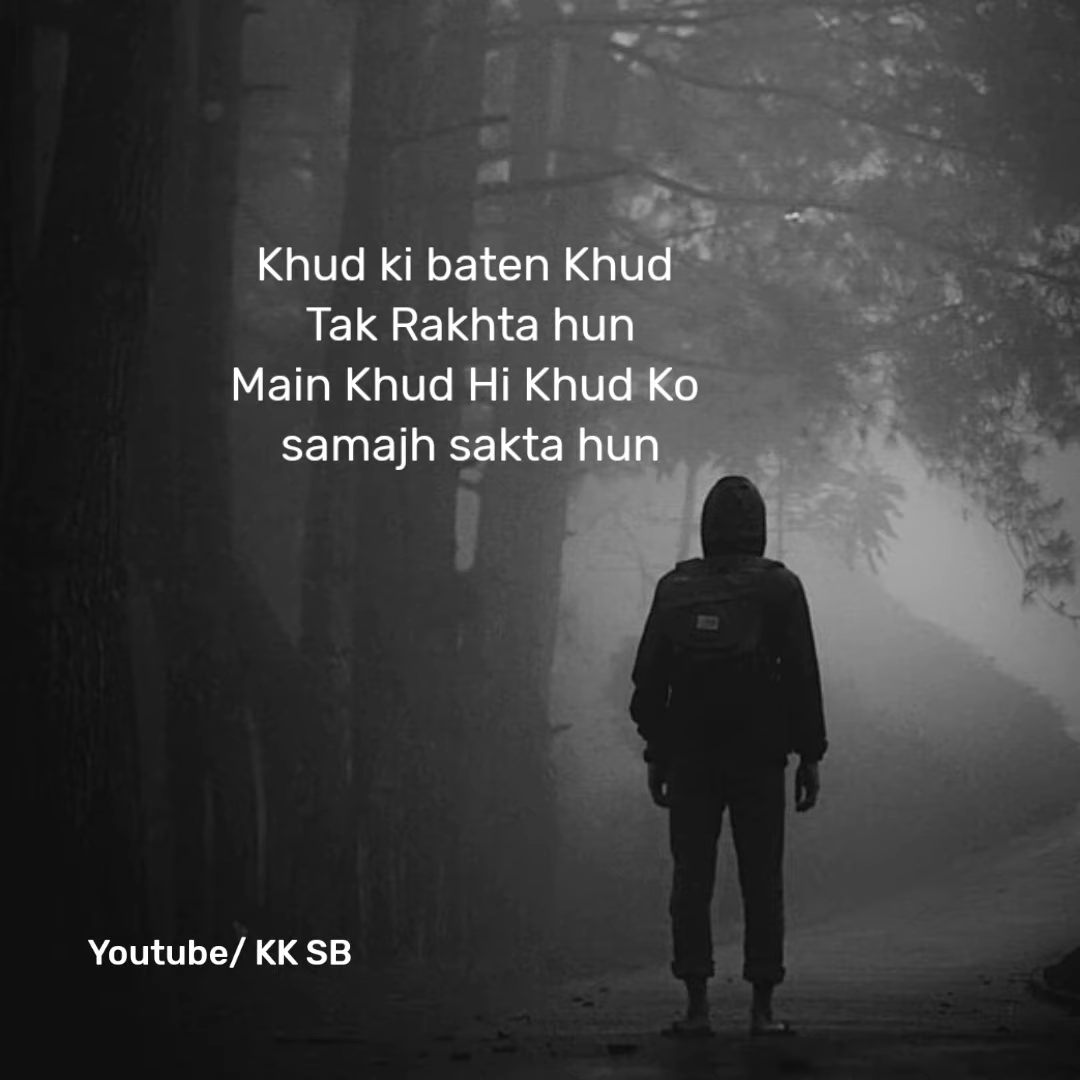 Khud ki baten Khud
Tak Rakhta hun
Main Khud Hi Khud Ko
samajh sakta hun
Youtube/ KK SB